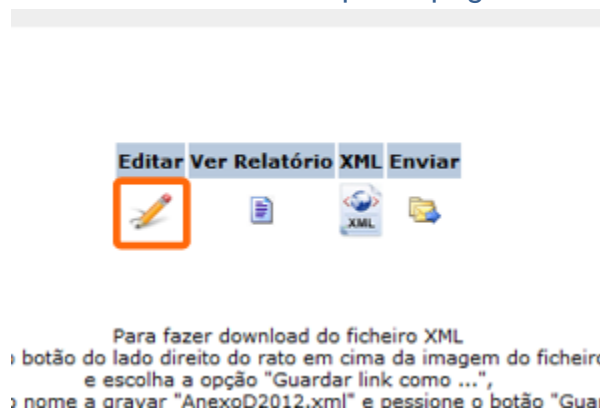 Editar Ver Relatório XML Enviar
XML
Para fazer download do ficheiro XML
botão do lado direito do rato em cima da imagem do ficheiro
e escolha a opção "Guardar link como ...",
nome a gravar "AnexoD2012.xml" e pessione o botão